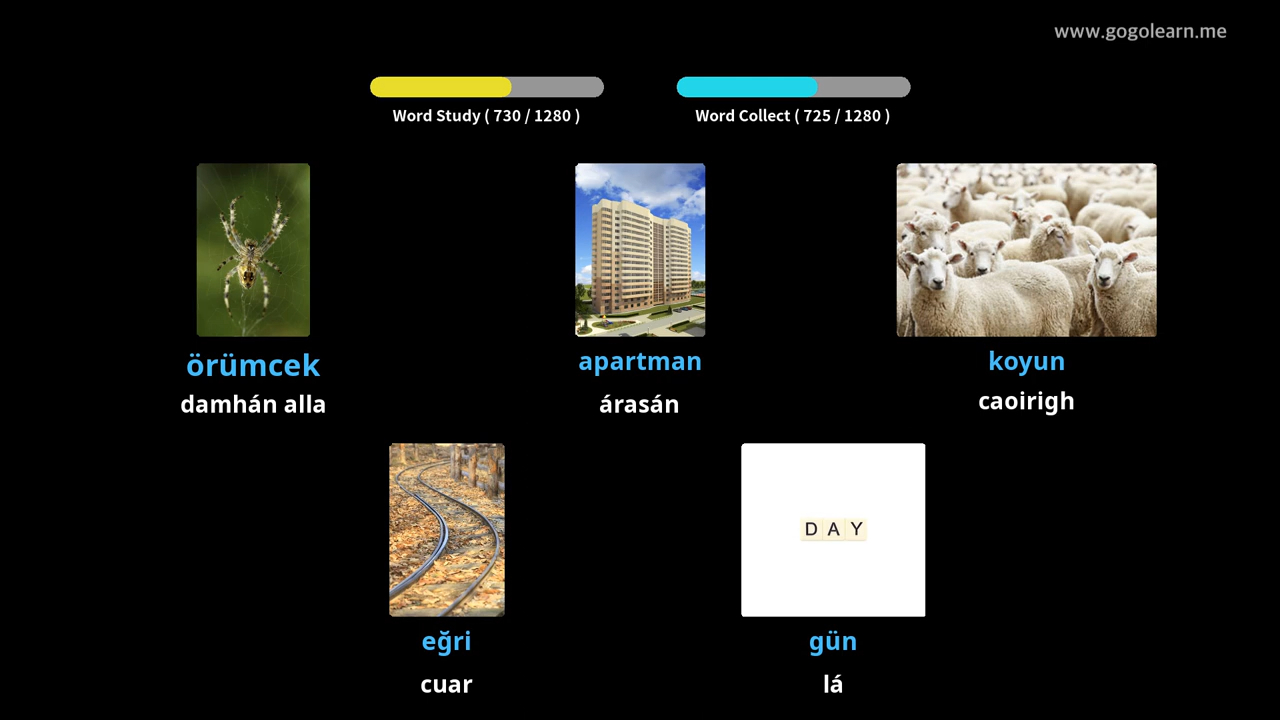 www.gogolearn.me
Word Study ( 730 / 1280 )
Word Collect ( 725 / 1280 )
örümcek
damhán alla
apartman
árasán
koyun
caoirigh
DAY
eğri
cuar
gün
lá